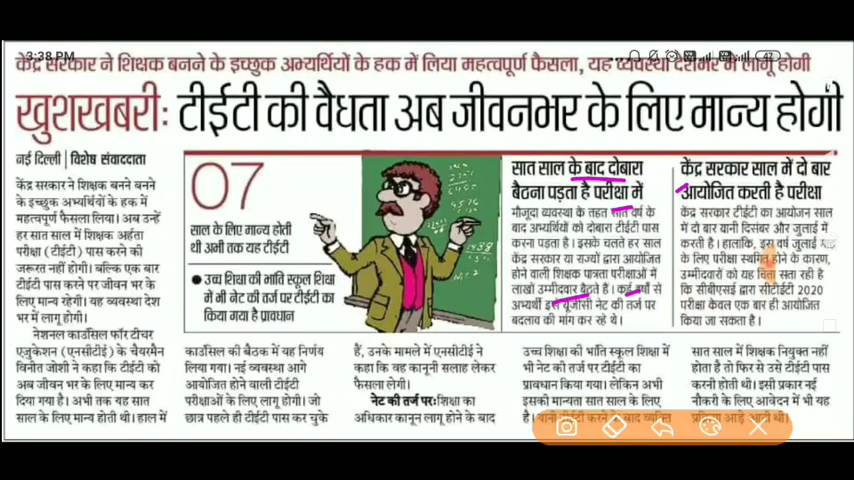 3:38 PM
47
केंद्र सरकार ने शिक्षक बनने के इच्छुक अभ्यर्थियों के हक में लिया महत्वपूर्ण फैसला, यह व्यवस्था देशभर में लागू होगी
खुशखबरी: टीईटी की वैधता अब जीवनभर के लिए मान्य होगी
नई दिल्ली | विशेष संवाददाता
केंद्र सरकार ने शिक्षक बनने बनने
के इच्छुक अभ्यर्थियों के हक में
महत्वपूर्ण फैसला लिया। अब उन्हें
हर सात साल में शिक्षक अर्हता
परीक्षा (टीईटी) पास करने की
जरूरत नहीं होगी। बल्कि एक बार
टीईटी पास करने पर जीवन भर के
लिए मान्य रहेगी। यह व्यवस्था देश
भर में लागू होगी।
नेशनल काउंसिल फॉर टीचर
एजुकेशन (एनसीटीई) के चैयरमैन
विनीत जोशी ने कहा कि टीईटी को
अब जीवन भर के लिए मान्य कर
दिया गया है। अभी तक यह सात
साल के लिए मान्य होती थी। हाल में
07
साल के लिए मान्य होती
थी अभी तक यह टीईटी
● उच्च शिक्षा की भांति स्कूल शिक्षा
में भी नेट की तर्ज पर टीईटी का
किया गया है प्रावधान
सात साल के बाद दोबारा
बैठना पड़ता है परीक्षा में
मौजूदा व्यवस्था के तहत सात वर्ष के
बाद अभ्यर्थियों को दोबारा टीईटी पास
करना पड़ता है। इसके चलते हर साल
केंद्र सरकार या राज्यों द्वारा आयोजित
होने वाली शिक्षक पात्रता परीक्षाओं में
लाखों उम्मीदवार बैठते हैं। कई वर्षों से
अभ्यर्थी इसे यूजीसी नेट की तर्ज पर
बदलाव की मांग कर रहे थे।
केंद्र सरकार साल में दो बार
आयोजित करती है परीक्षा
केंद्र सरकार टीईटी का आयोजन साल
में दो बार यानी दिसंबर और जुलाई में
करती है। हालांकि, इस वर्ष जुलाई
के लिए परीक्षा स्थगित होने के कारण,
उम्मीदवारों को यह चिंता सता रही है
कि सीबीएसई द्वारा सीटीईटी 2020
परीक्षा केवल एक बार ही आयोजित
किया जा सकता है।
काउंसिल की बैठक में यह निर्णय
लिया गया। नई व्यवस्था आगे
आयोजित होने वाली टीईटी
परीक्षाओं के लिए लागू होगी। जो
छात्र पहले ही टीईटी पास कर चुके
हैं, उनके मामले में एनसीटीई ने
कहा कि वह कानूनी सलाह लेकर
फैसला लेगी।
नेट की तर्ज पर: शिक्षा का
अधिकार कानून लागू होने के बाद
उच्च शिक्षा की भांति स्कूल शिक्षा में
भी नेट की तर्ज पर टीईटी का
प्रावधान किया गया। लेकिन अभी
इसकी मान्यता सात साल के लिए
है। यानी टीईटी करने के बाद व्यक्ति
सात साल में शिक्षक नियुक्त नहीं
होता है तो फिर से उसे टीईटी पास
करनी होती थी। इसी प्रकार नई
नौकरी के लिए आवेदन में भी यह